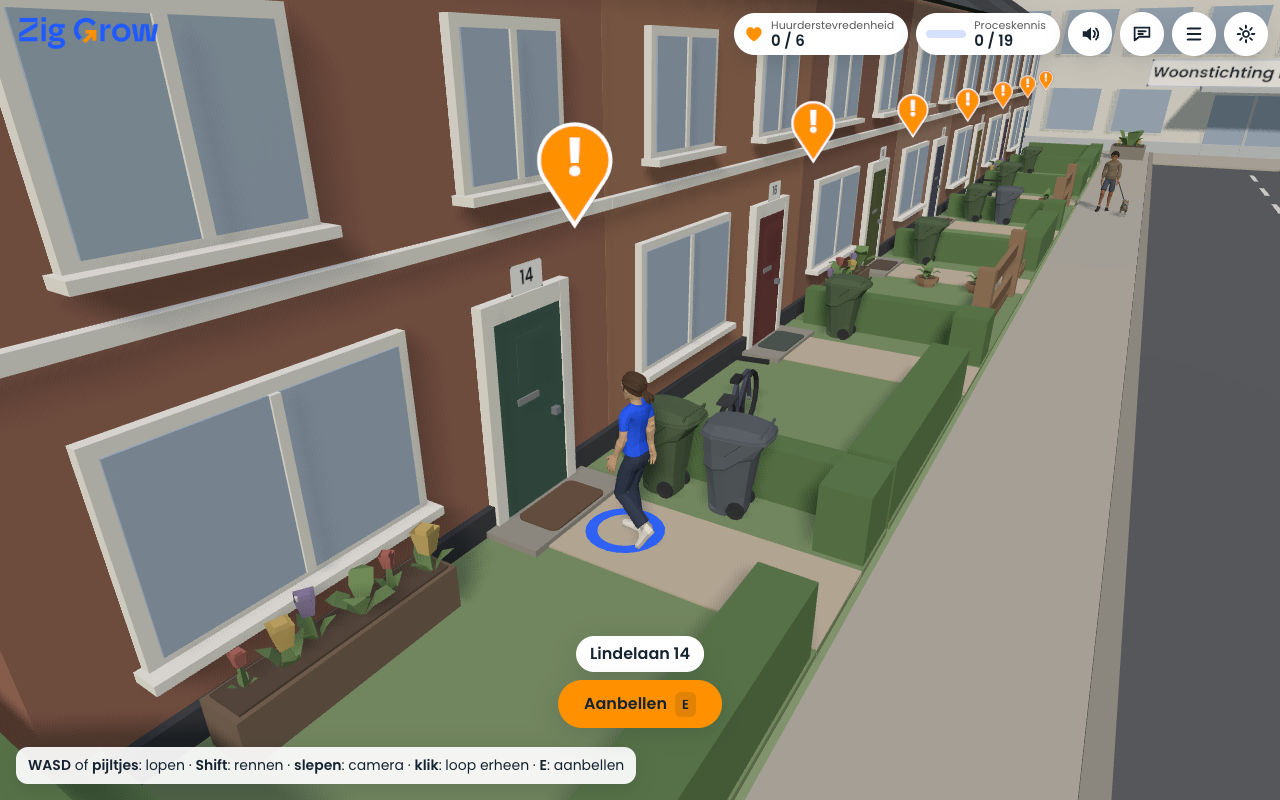 Zig Grow
Huurderstevredenheid
0 / 6
Proceskennis
0 / 19
Woonstichting
14
15
Lindelaan 14
Aanbellen E
WASD of pijltjes: lopen · Shift: rennen · slepen: camera · klik: loop erheen · E: aanbellen